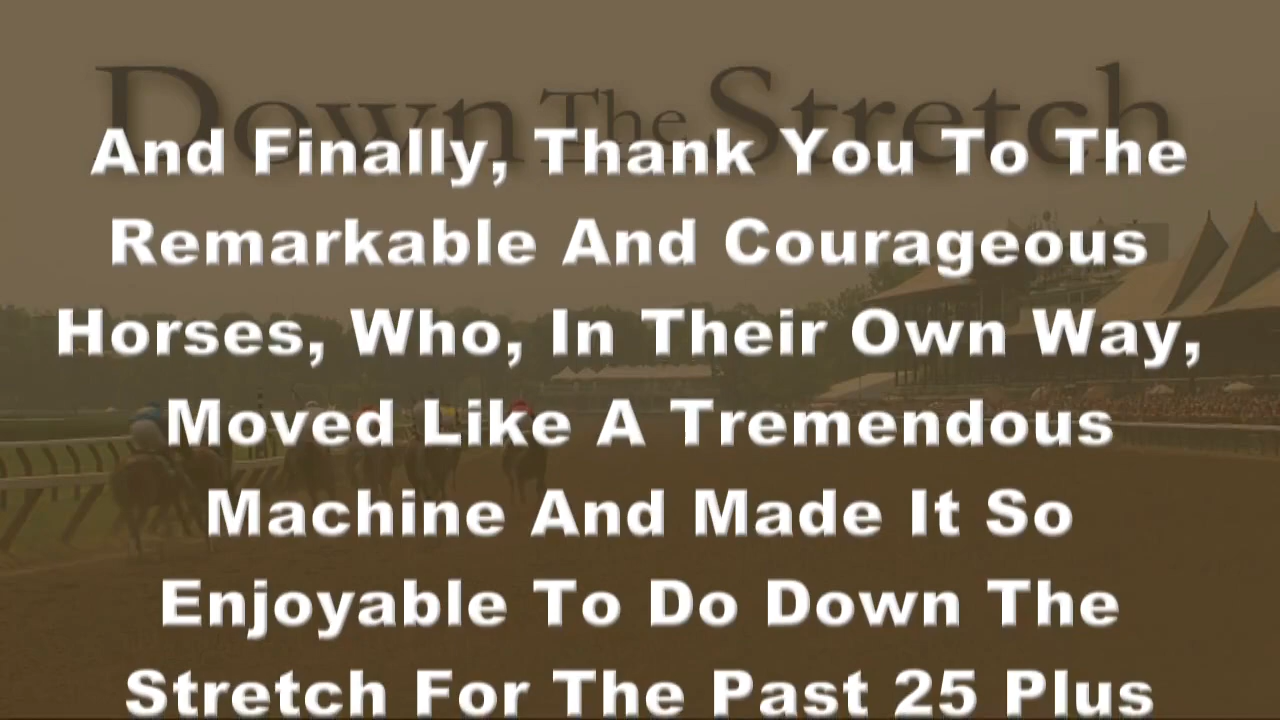 Down The Stretch
And Finally, Thank You To The
Remarkable And Courageous
Horses, Who, In Their Own Way,
Moved Like A Tremendous
Machine And Made It So
Enjoyable To Do Down The
Stretch For The Past 25 Plus